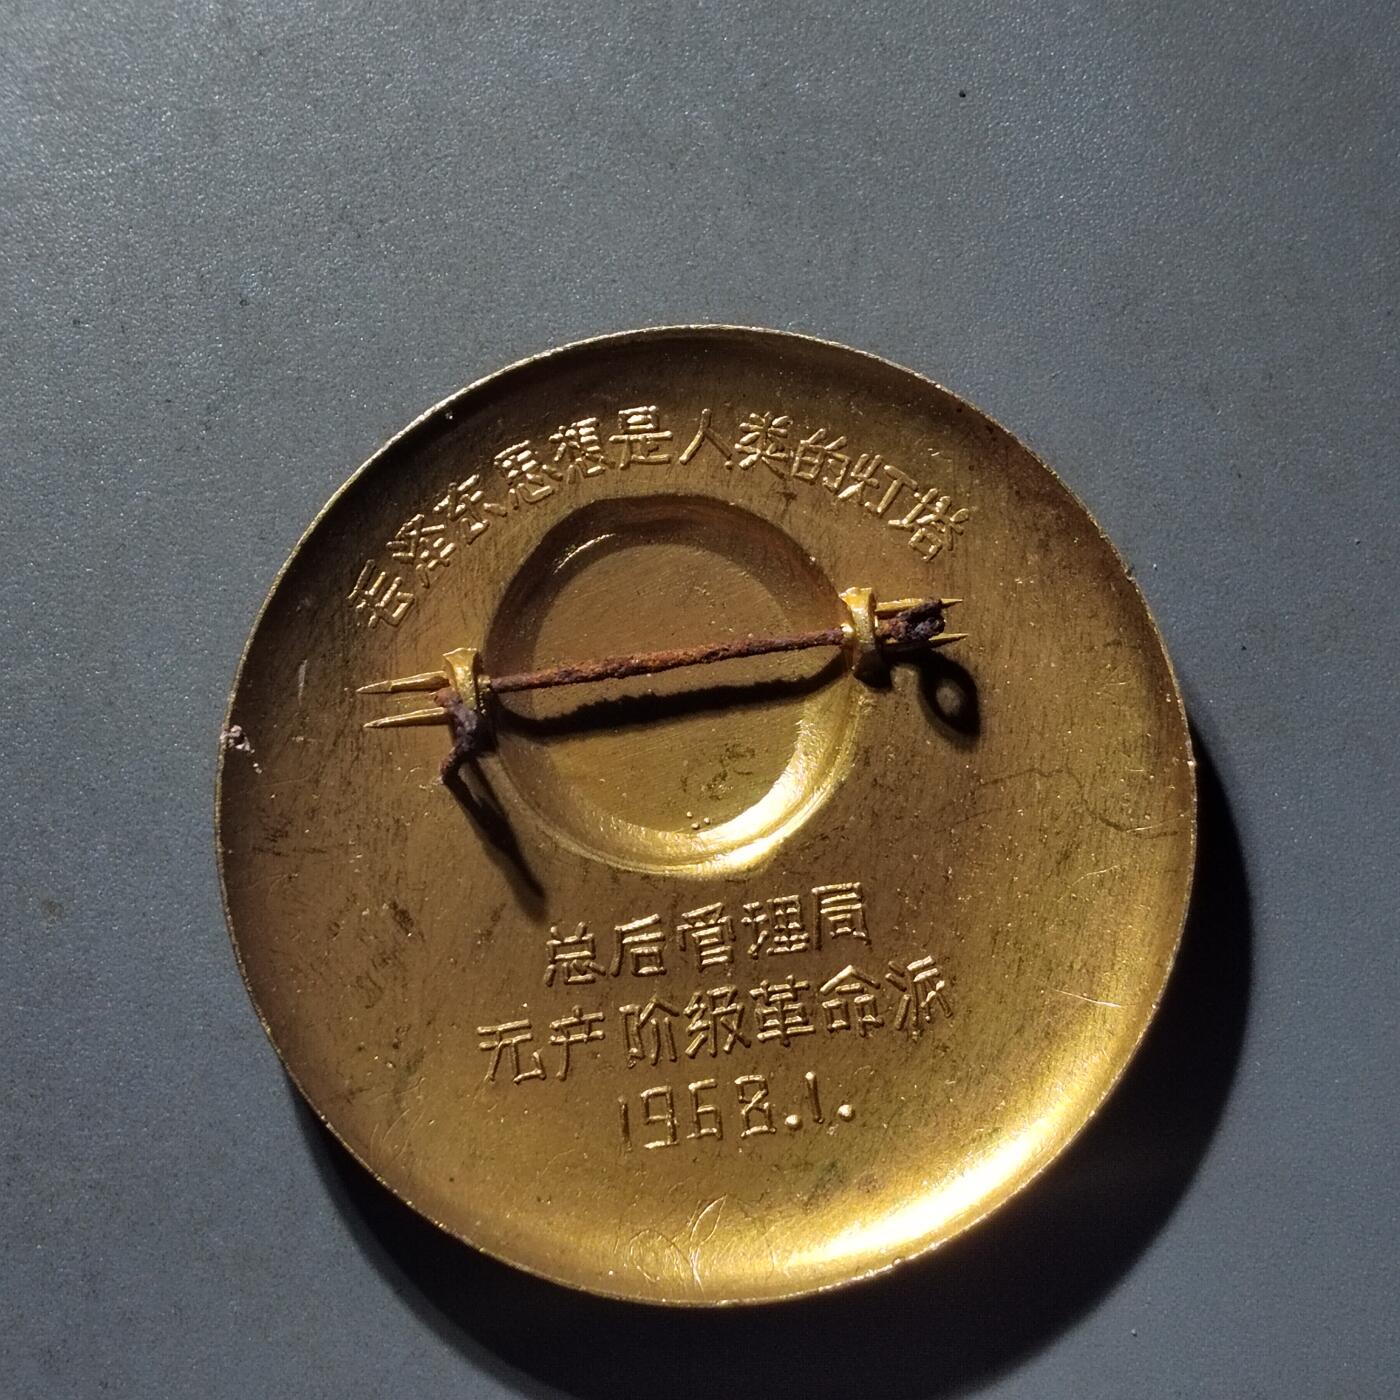 毛泽东思想是人类的灯塔
总后管理局
无产阶级革命派
1968.1.